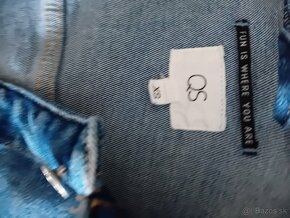 QS
XS
FUN IS WHERE YOU ARE
Bazos.sk